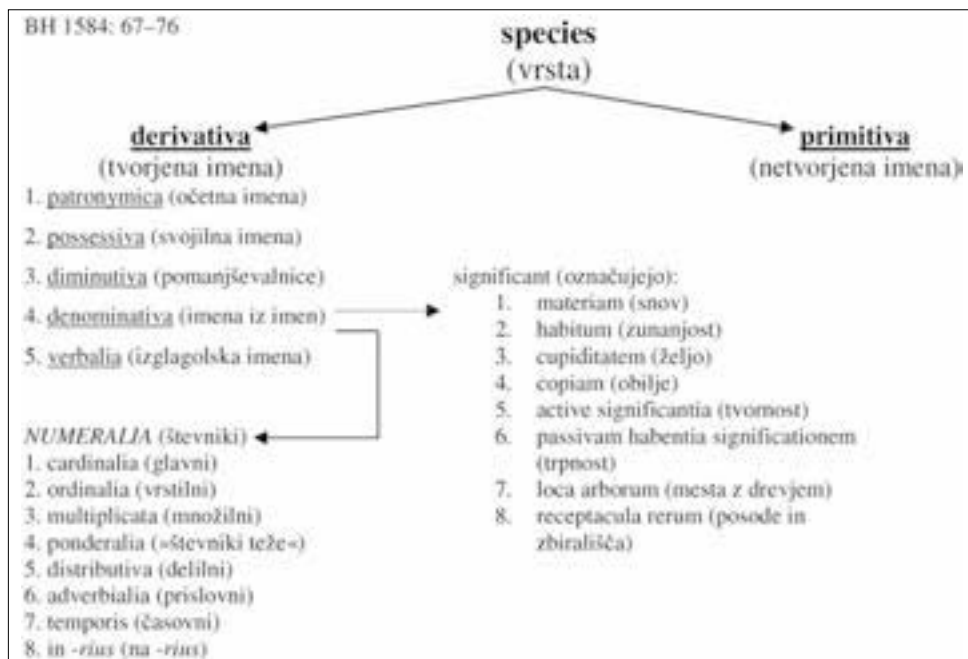 BH 1584: 67–76
species
(vrsta)
derivativa
(tvorjena imena)
primitiva
(netvorjena imena)
1. patronymica (očetna imena)
2. possessiva (svojilna imena)
3. diminutiva (pomanjševalnice)
4. denominativa (imena iz imen)
5. verbalia (izglagolska imena)
significant (označujejo):
1. materiam (snov)
2. habitum (zunanjost)
3. cupiditatem (željo)
4. copiam (obilje)
5. active significantia (tvornost)
6. passivam habentia significationem
(trpnost)
7. loca arborum (mesta z drevjem)
8. receptacula rerum (posode in
zbirališča)
NUMERALIA (števniki)
1. cardinalia (glavni)
2. ordinalia (vrstilni)
3. multiplicata (množilni)
4. ponderalia (»števniki teže«)
5. distributiva (delilni)
6. adverbialia (prislovni)
7. temporis (časovni)
8. in -rius (na -rius)